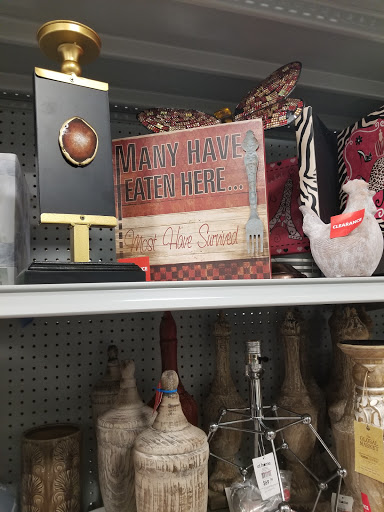 MANY HAVE
EATEN HERE...
Most Have Survived
CLEARANCE